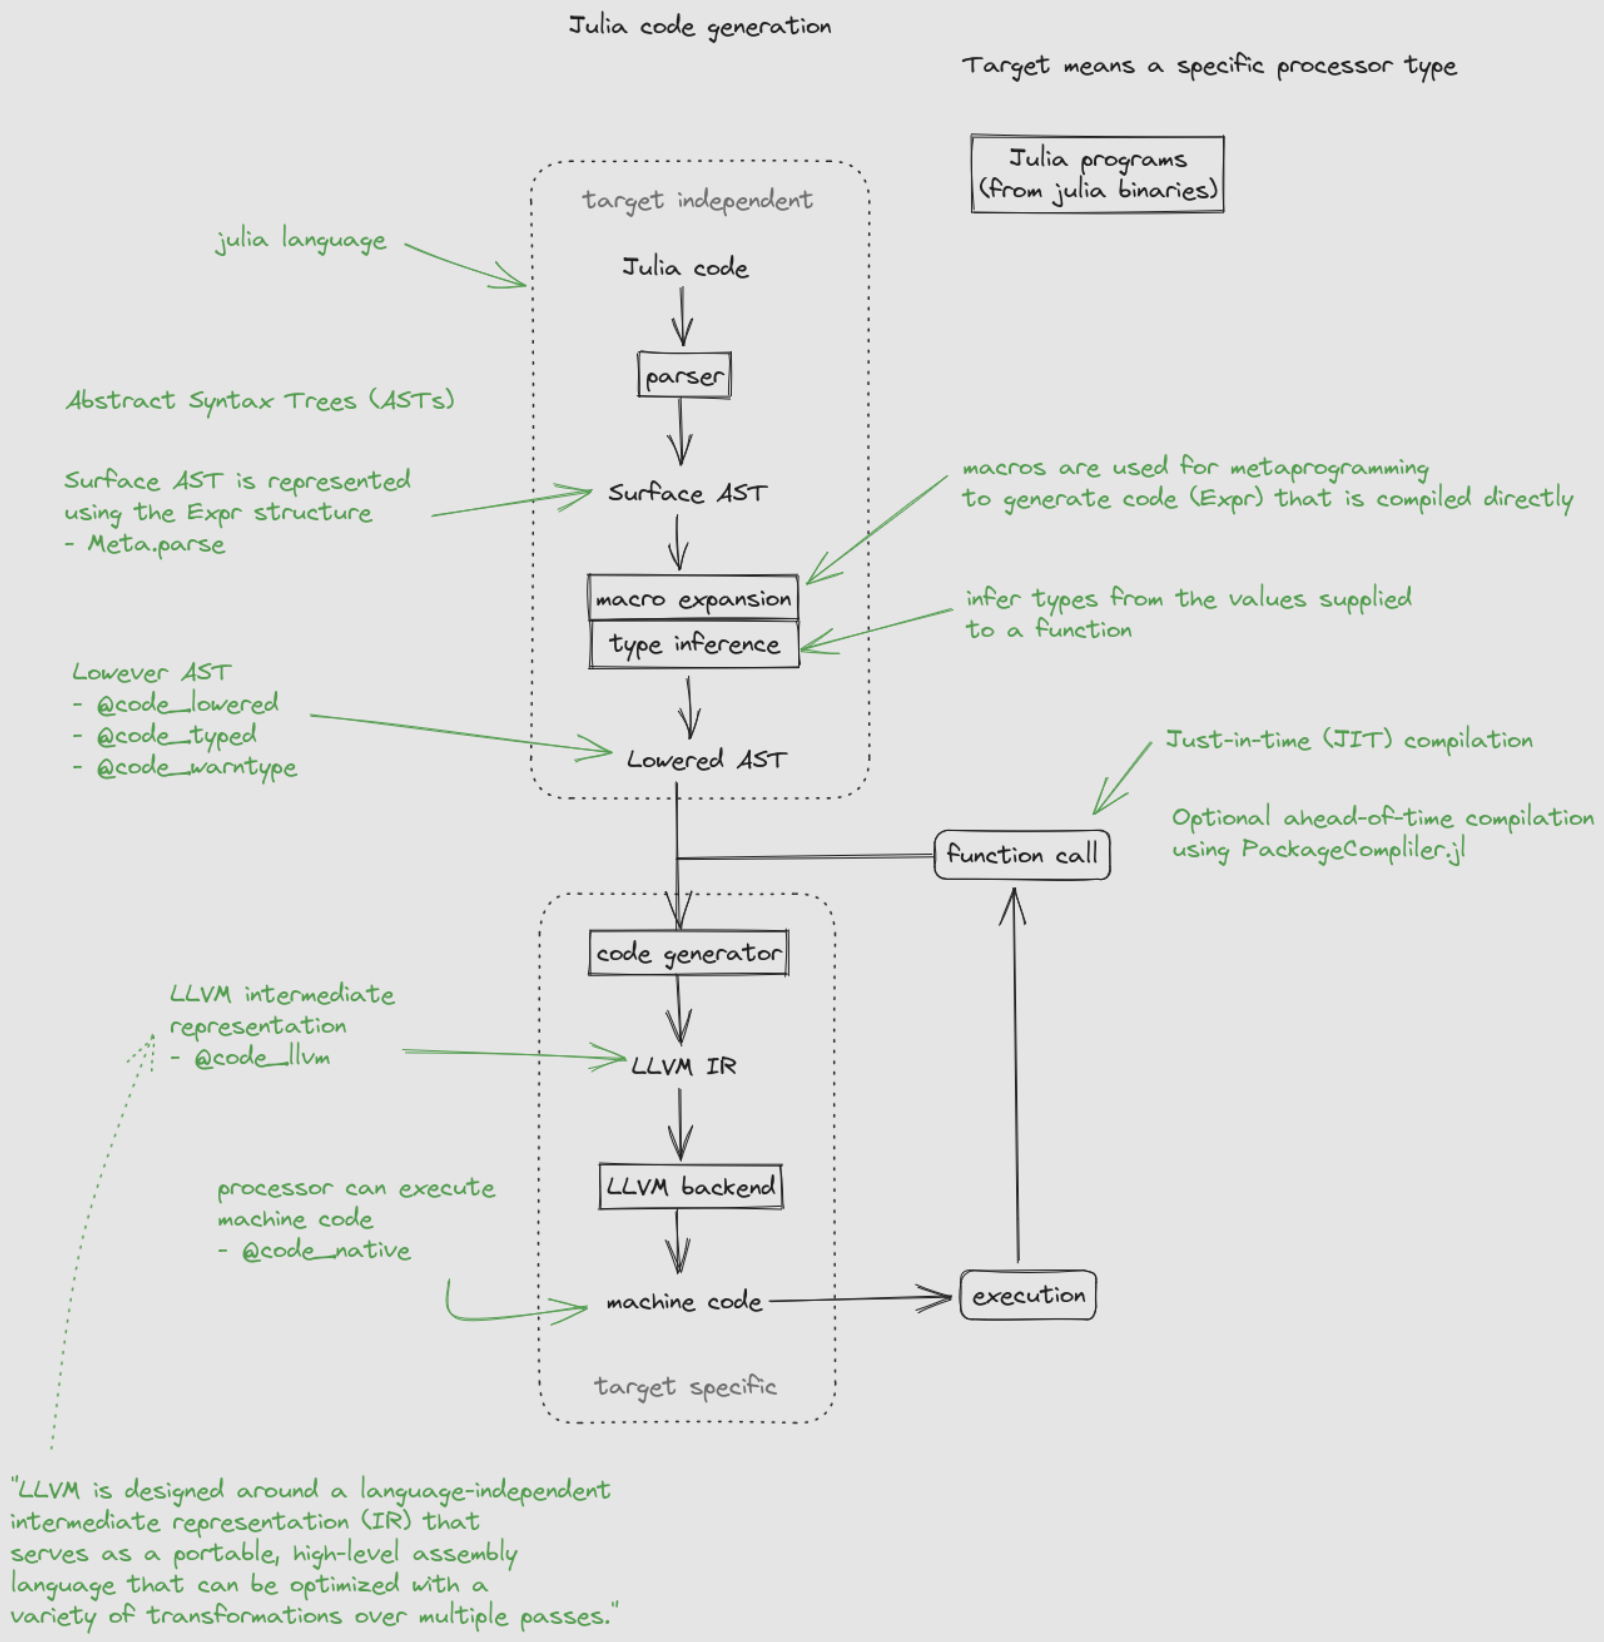 Julia code generation
Target means a specific processor type
Julia programs
(from julia binaries)
target independent
julia language
Julia code
parser
Abstract Syntax Trees (ASTs)
Surface AST is represented
using the Expr structure
- Meta.parse
Surface AST
macros are used for metaprogramming
to generate code (Expr) that is compiled directly
macro expansion
infer types from the values supplied
to a function
type inference
Lowever AST
- @code_lowered
- @code_typed
- @code_warntype
Lowered AST
Just-in-time (JIT) compilation
Optional ahead-of-time compilation
using PackageCompliler.jl
function call
code generator
LLVM intermediate
representation
- @code_llvm
LLVM IR
LLVM backend
processor can execute
machine code
- @code_native
machine code
execution
target specific
"LLVM is designed around a language-independent
intermediate representation (IR) that
serves as a portable, high-level assembly
language that can be optimized with a
variety of transformations over multiple passes."